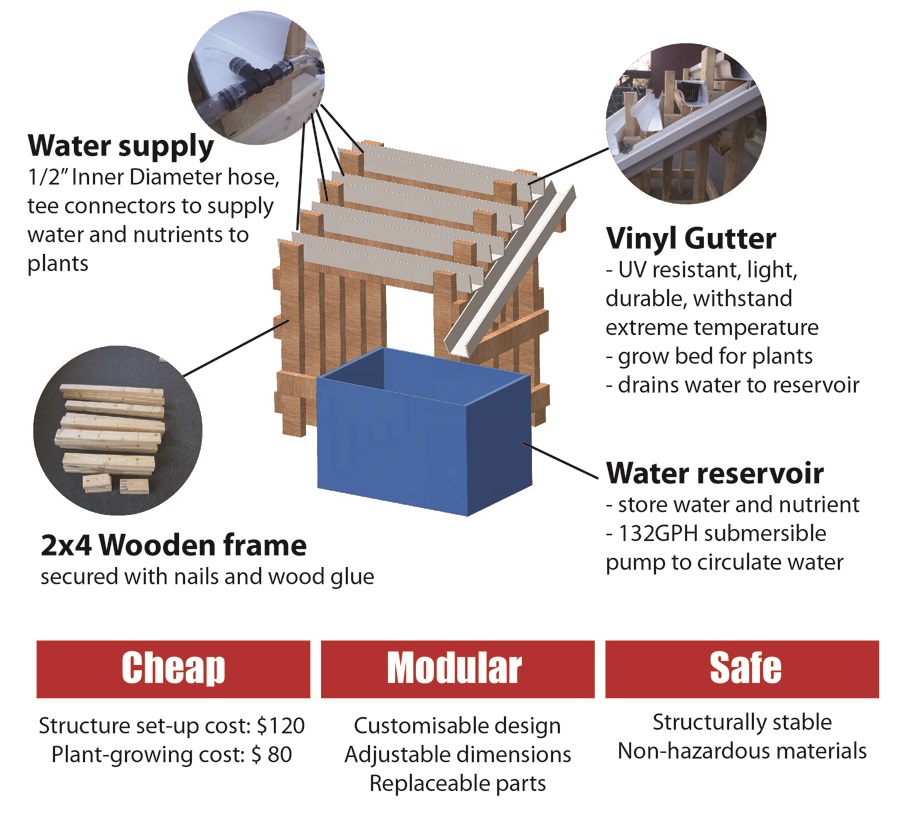 Water supply
1/2” Inner Diameter hose,
tee connectors to supply
water and nutrients to
plants
Vinyl Gutter
- UV resistant, light,
durable, withstand
extreme temperature
- grow bed for plants
- drains water to reservoir
Water reservoir
- store water and nutrient
- 132GPH submersible
pump to circulate water
2x4 Wooden frame
secured with nails and wood glue
Cheap
Structure set-up cost: $120
Plant-growing cost: $ 80
Modular
Customisable design
Adjustable dimensions
Replaceable parts
Safe
Structurally stable
Non-hazardous materials